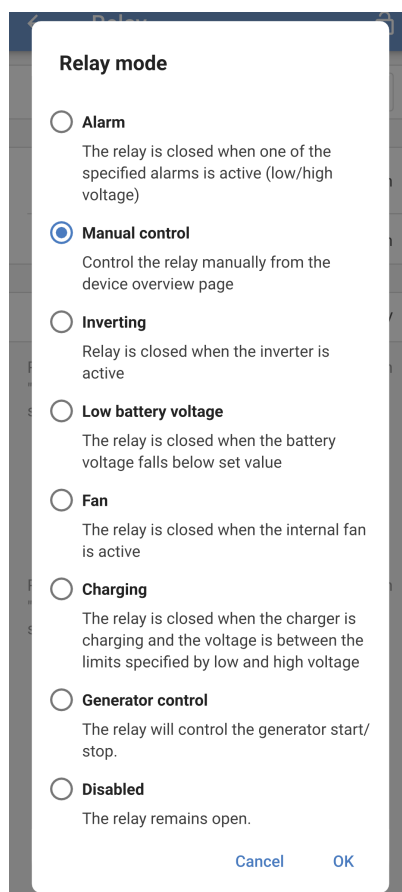 Relay
Relay mode
Alarm
The relay is closed when one of the
specified alarms is active (low/high
voltage)
Manual control
Control the relay manually from the
device overview page
Inverting
Relay is closed when the inverter is
active
Low battery voltage
The relay is closed when the battery
voltage falls below set value
Fan
The relay is closed when the internal fan
is active
Charging
The relay is closed when the charger is
charging and the voltage is between the
limits specified by low and high voltage
Generator control
The relay will control the generator start/
stop.
Disabled
The relay remains open.
Cancel OK